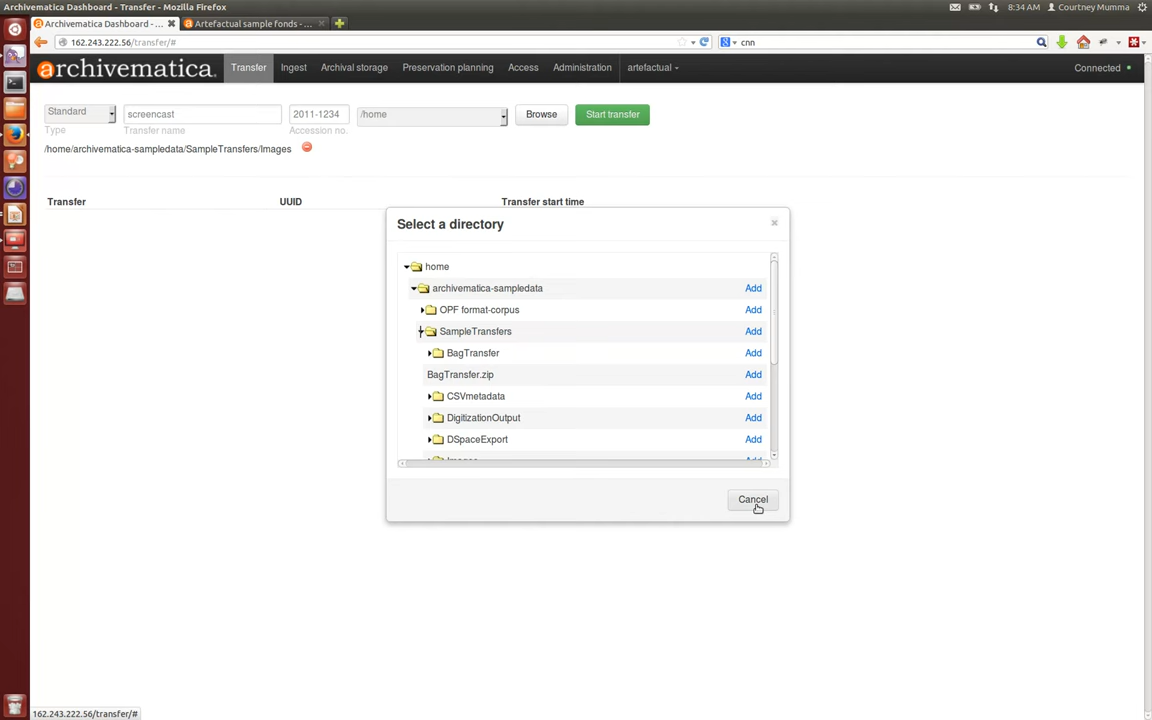 Archivematica Dashboard - Transfer - Mozilla Firefox
8:34 AM Courtney Mumma
Archivematica Dashboard - ...
Artefactual sample fonds - ...
162.243.222.56/transfer/#
cnn
archivematica
Transfer Ingest Archival storage Preservation planning Access Administration artefactual Connected
Standard screencast 2011-1234 /home Browse Start transfer
Type Transfer name Accession no.
/home/archivematica-sampledata/SampleTransfers/Images
Transfer UUID Transfer start time
Select a directory ×
home
archivematica-sampledata Add
OPF format-corpus Add
SampleTransfers Add
BagTransfer Add
BagTransfer.zip Add
CSVmetadata Add
DigitizationOutput Add
DSpaceExport Add
Images Add
Cancel
162.243.222.56/transfer/#